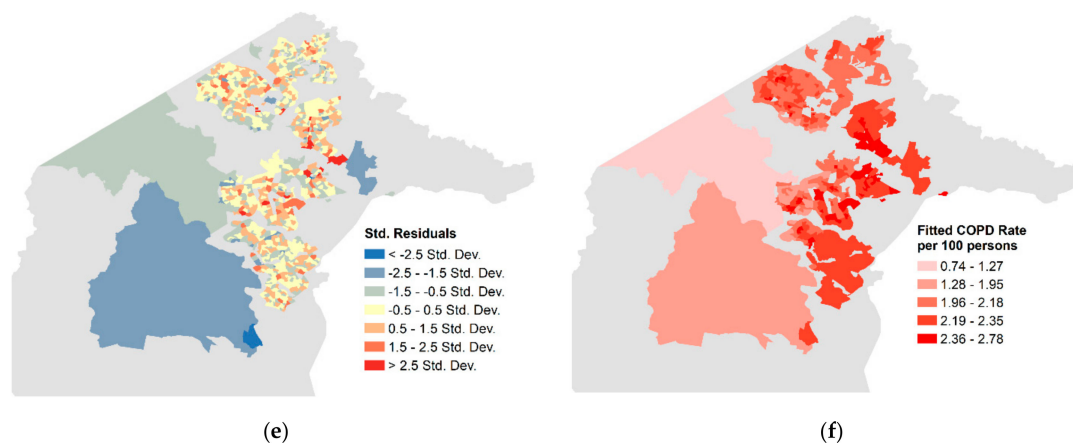 Std. Residuals
< -2.5 Std. Dev.
-2.5 - -1.5 Std. Dev.
-1.5 - -0.5 Std. Dev.
-0.5 - 0.5 Std. Dev.
0.5 - 1.5 Std. Dev.
1.5 - 2.5 Std. Dev.
> 2.5 Std. Dev.
(e)
Fitted COPD Rate
per 100 persons
0.74 - 1.27
1.28 - 1.95
1.96 - 2.18
2.19 - 2.35
2.36 - 2.78
(f)